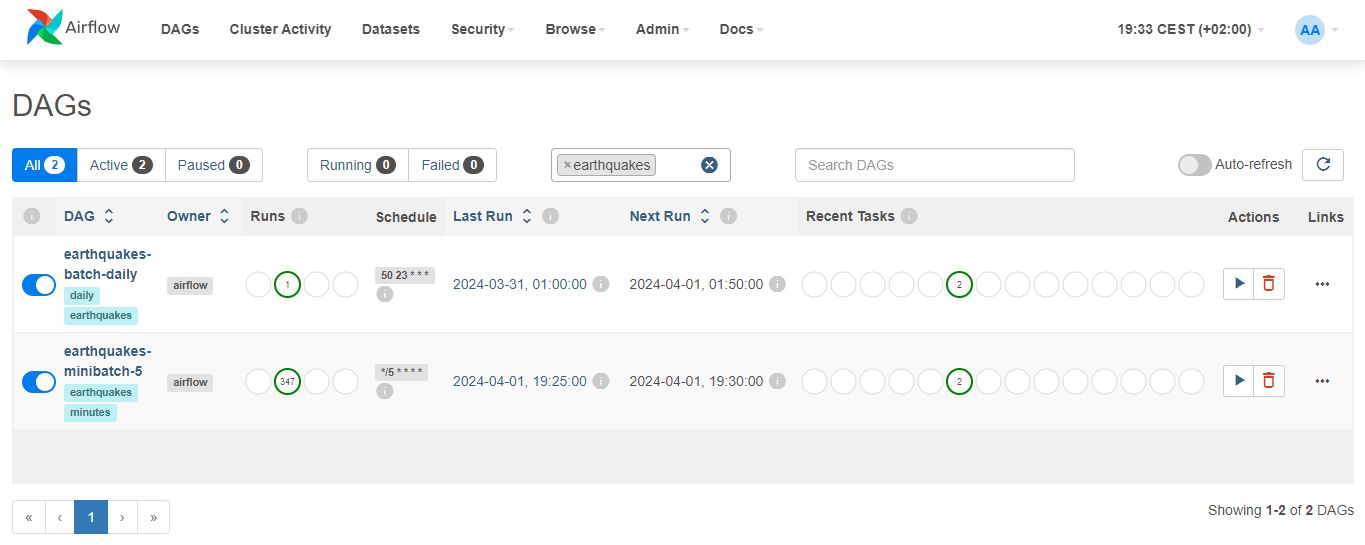 Airflow DAGs Cluster Activity Datasets Security Browse Admin Docs 19:33 CEST (+02:00) AA
DAGs
All 2 Active 2 Paused 0 Running 0 Failed 0 × earthquakes Search DAGs Auto-refresh
DAG Owner Runs Schedule Last Run Next Run Recent Tasks Actions Links
earthquakes-
batch-daily
daily
earthquakes
airflow
1
50 23 * * *
2024-03-31, 01:00:00
2024-04-01, 01:50:00
2
earthquakes-
minibatch-5
earthquakes
minutes
airflow
347
*/5 * * * *
2024-04-01, 19:25:00
2024-04-01, 19:30:00
2
« ‹ 1 › »
Showing 1-2 of 2 DAGs